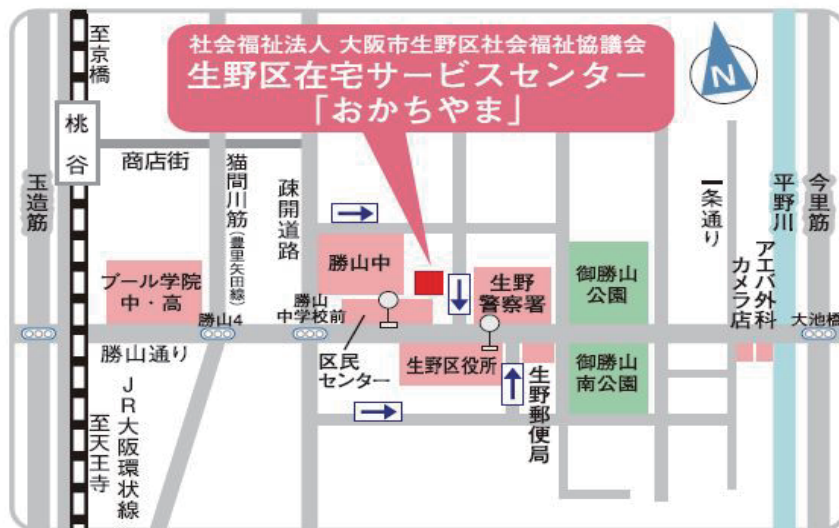 社会福祉法人 大阪市生野区社会福祉協議会
生野区在宅サービスセンター
「おかちやま」
N
至京橋
桃谷
商店街
玉造筋
猫間川筋
(豊里矢田線)
疎開道路
一条通り
平野川
今里筋
アエバ外科
カメラ店
プール学院
中・高
勝山中
生野
警察署
御勝山
公園
勝山4
勝山
中学校前
大池橋
勝山通り
区民
センター
生野区役所
生野郵便局
御勝山
南公園
JR大阪環状線
至天王寺